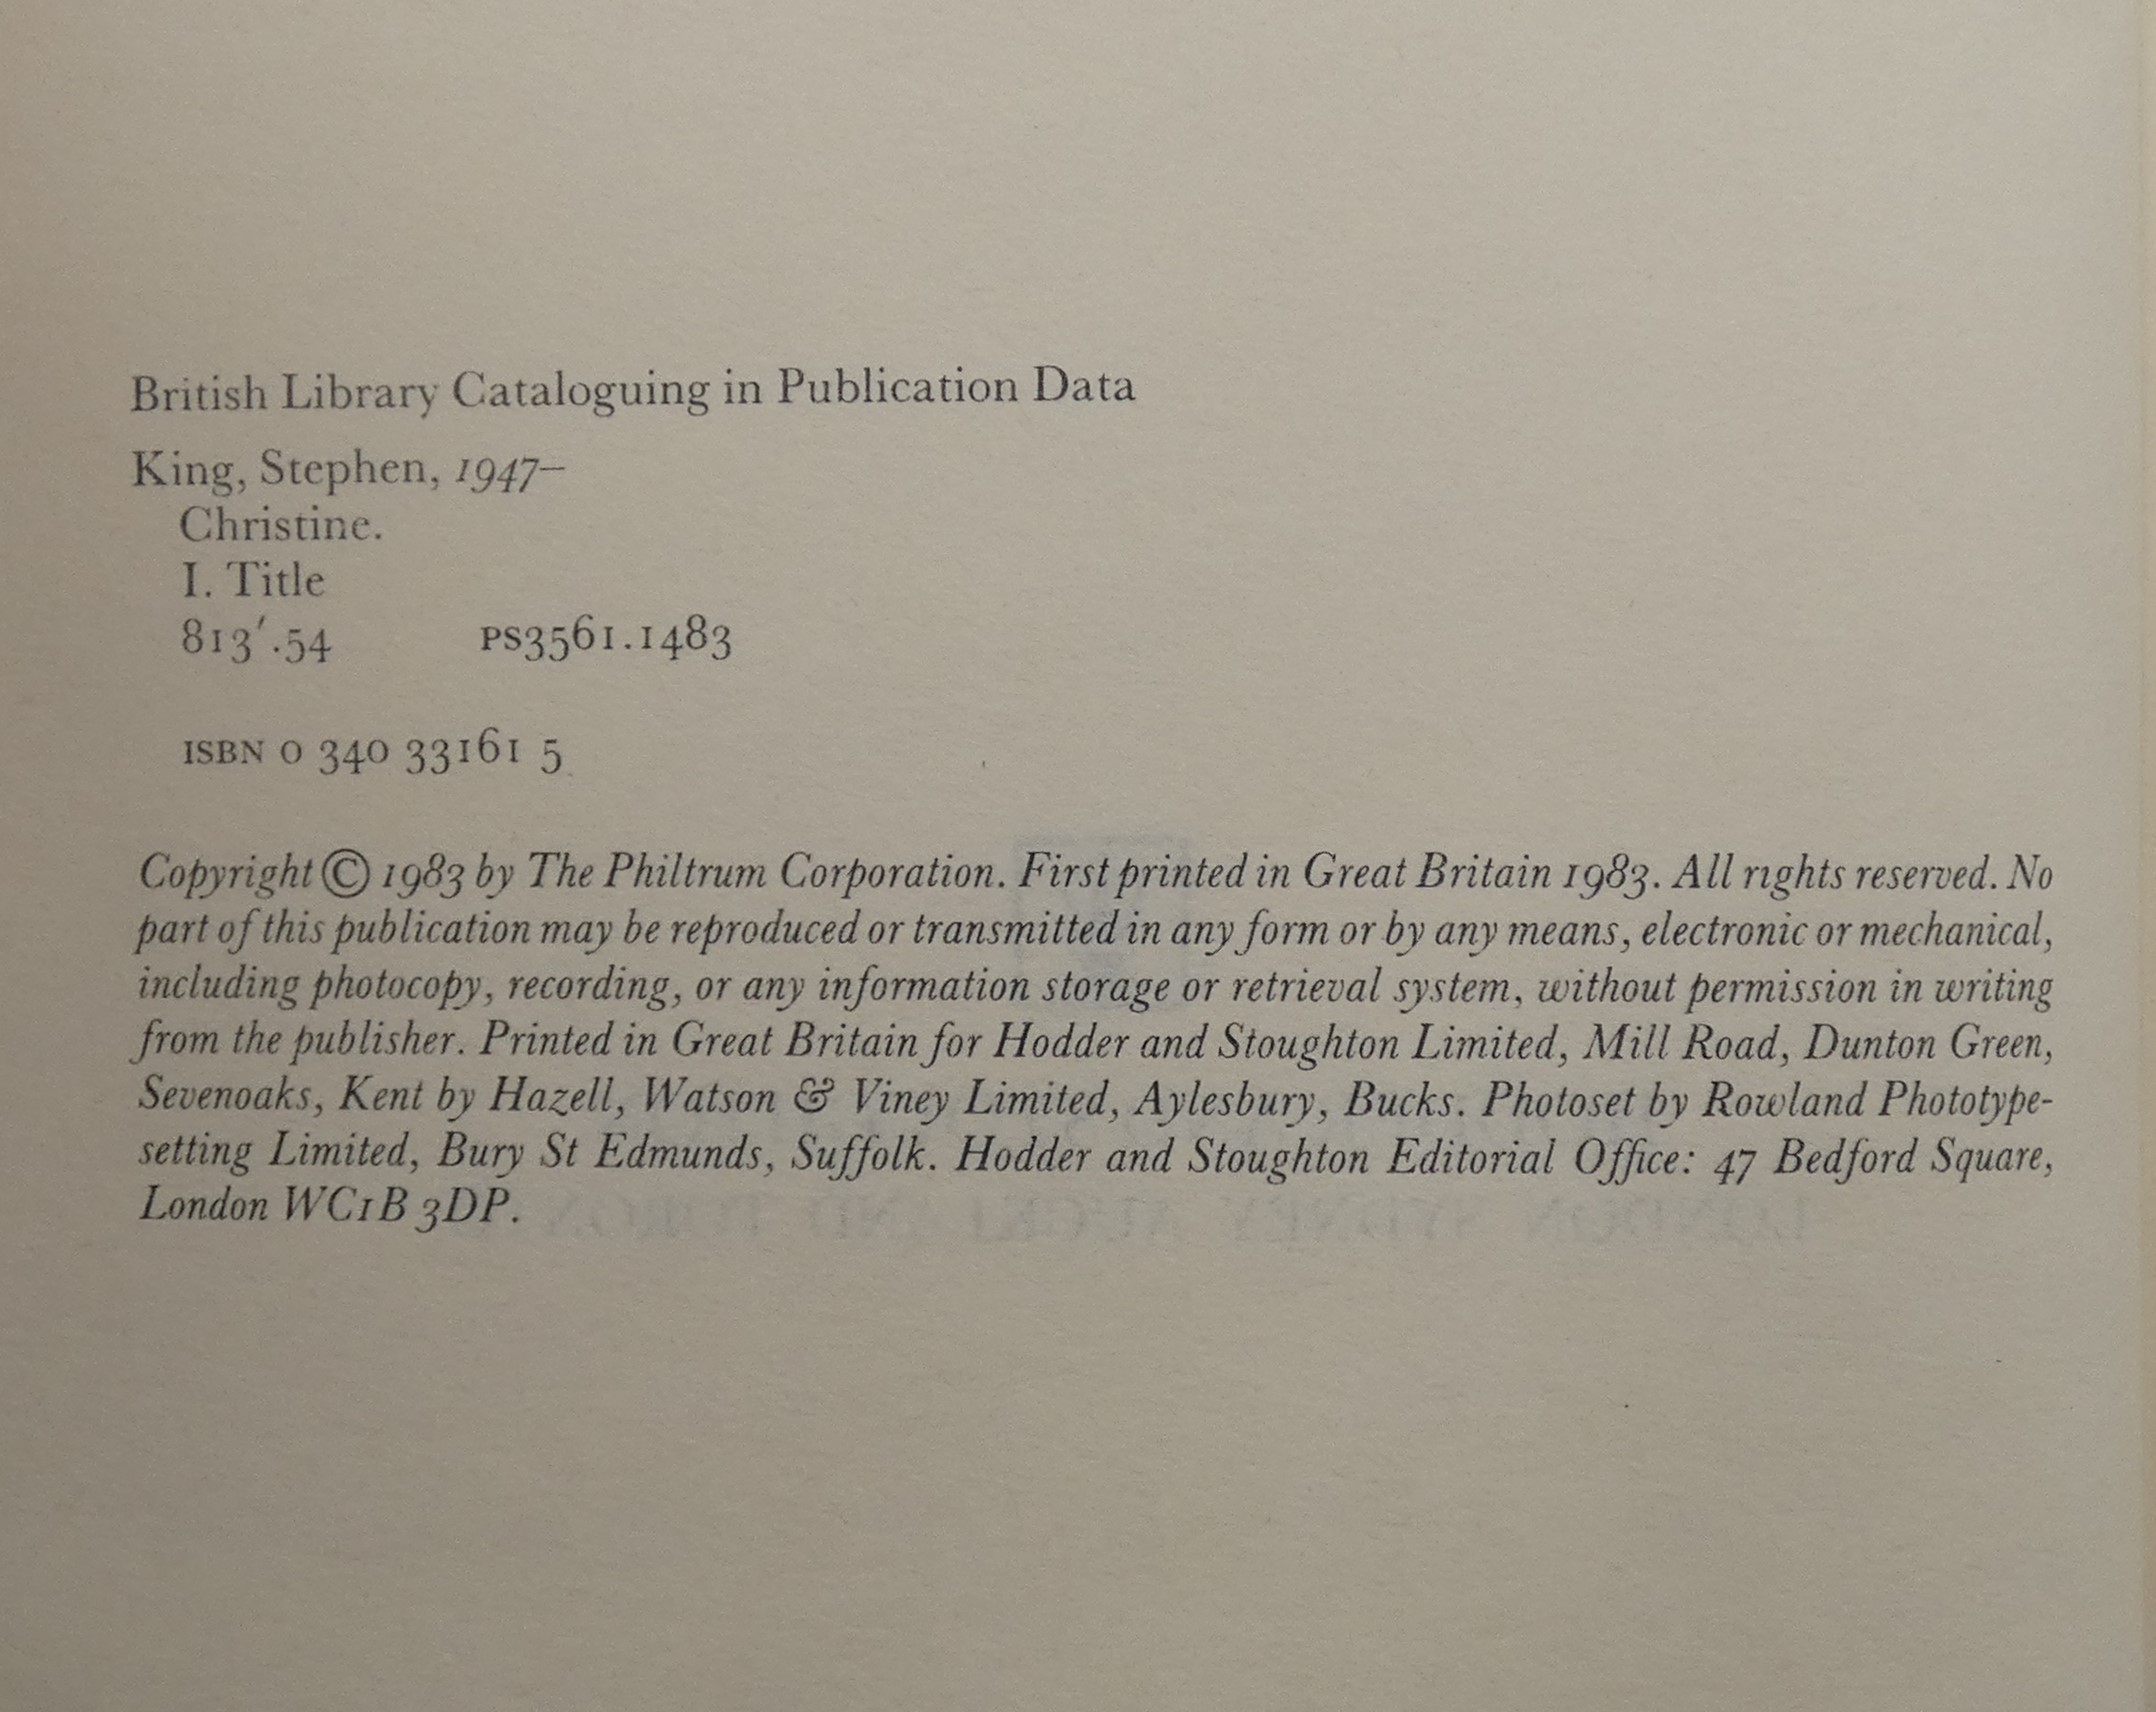 British Library Cataloguing in Publication Data
King, Stephen, 1947–
Christine.
I. Title
813′.54 PS3561.1483
ISBN 0 340 33161 5
Copyright © 1983 by The Philtrum Corporation. First printed in Great Britain 1983. All rights reserved. No
part of this publication may be reproduced or transmitted in any form or by any means, electronic or mechanical,
including photocopy, recording, or any information storage or retrieval system, without permission in writing
from the publisher. Printed in Great Britain for Hodder and Stoughton Limited, Mill Road, Dunton Green,
Sevenoaks, Kent by Hazell, Watson & Viney Limited, Aylesbury, Bucks. Photoset by Rowland Phototype-
setting Limited, Bury St Edmunds, Suffolk. Hodder and Stoughton Editorial Office: 47 Bedford Square,
London WC1B 3DP.